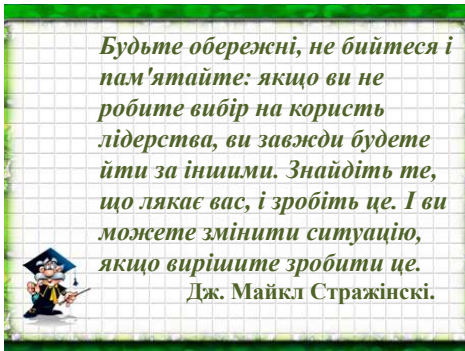 Будьте обережні, не бийтеся і
пам'ятайте: якщо ви не
робите вибір на користь
лідерства, ви завжди будете
йти за іншими. Знайдіть те,
що лякає вас, і зробіть це. І ви
можете змінити ситуацію,
якщо вирішите зробити це.
Дж. Майкл Стражінскі.